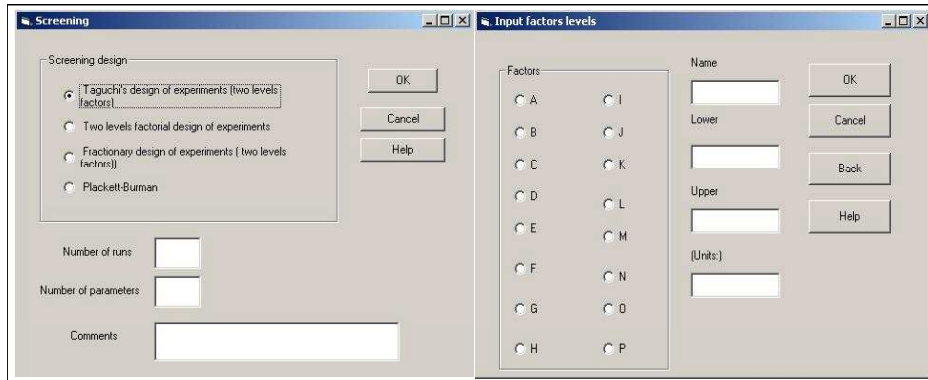 Screening
Screening design
Taguchi's design of experiments (two levels
factors)
Two levels factorial design of experiments
Fractionary design of experiments ( two levels
factors))
Plackett-Burman
OK
Cancel
Help
Number of runs
Number of parameters
Comments
Input factors levels
Factors
A
B
C
D
E
F
G
H
I
J
K
L
M
N
O
P
Name
Lower
Upper
(Units:)
OK
Cancel
Back
Help